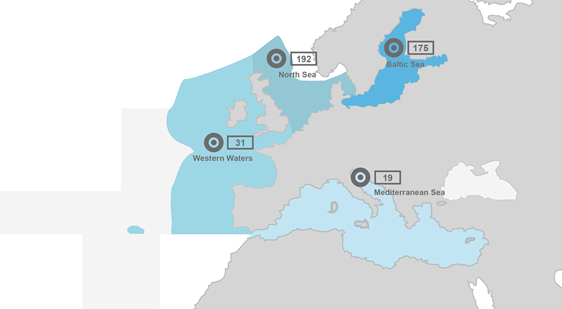 192
North Sea
175
Baltic Sea
31
Western Waters
19
Mediterranean Sea